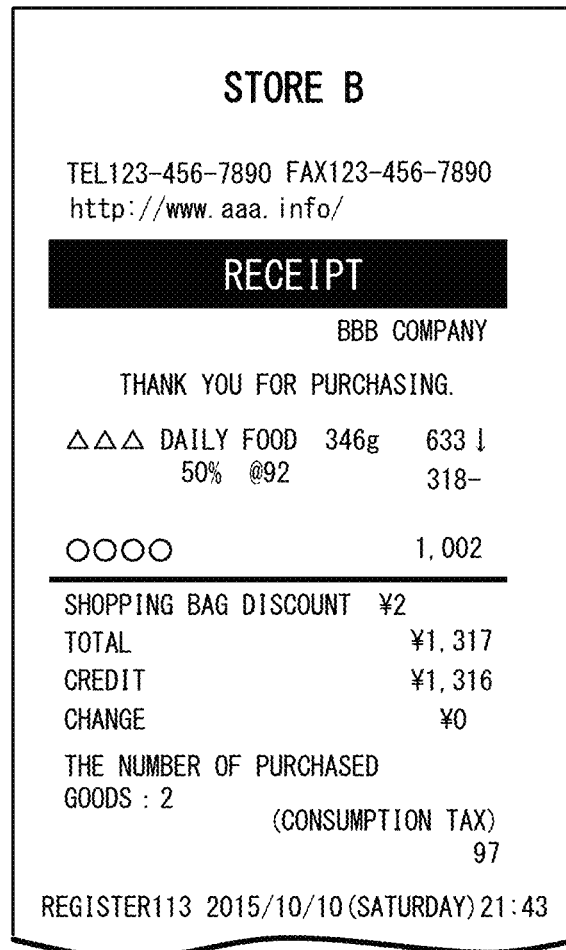 STORE B
TEL123-456-7890 FAX123-456-7890
http://www.aaa.info/
RECEIPT
BBB COMPANY
THANK YOU FOR PURCHASING.
△△△ DAILY FOOD 346g 633↓
50% @92 318-
○○○○ 1,002
SHOPPING BAG DISCOUNT ¥2
TOTAL ¥1,317
CREDIT ¥1,316
CHANGE ¥0
THE NUMBER OF PURCHASED
GOODS : 2
(CONSUMPTION TAX)
97
REGISTER113 2015/10/10(SATURDAY)21:43